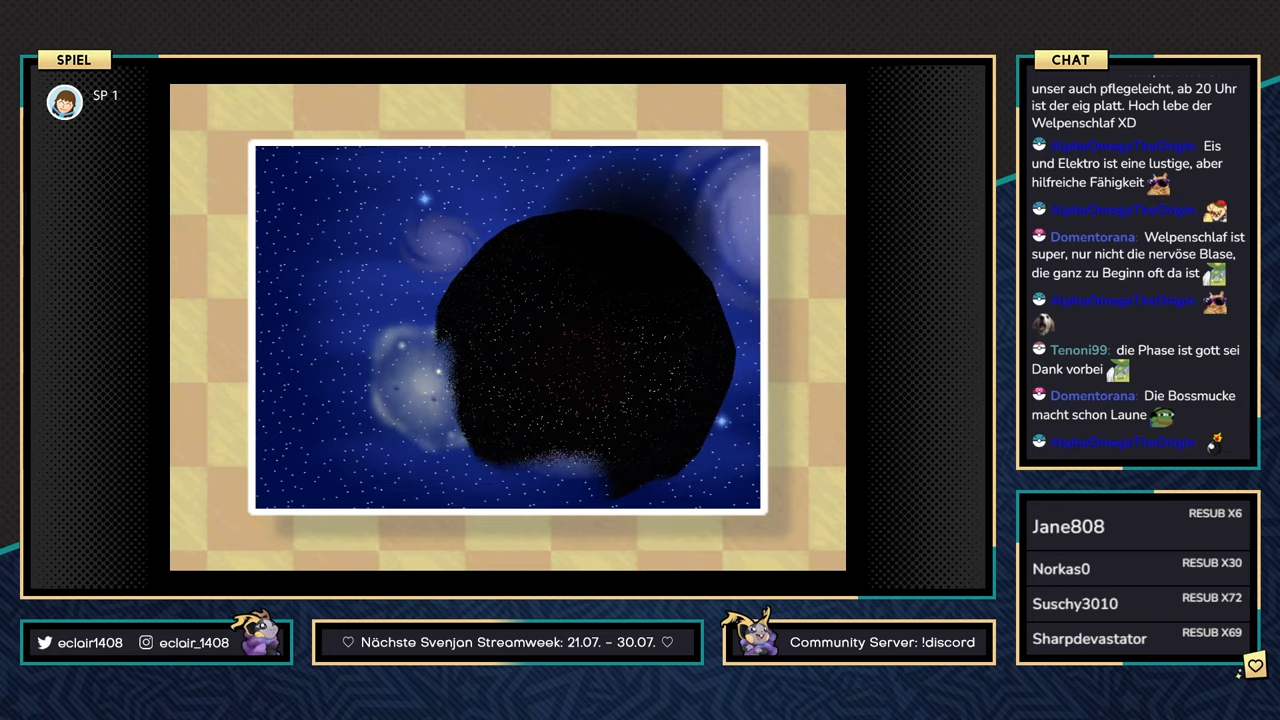 SPIEL
SP 1
CHAT
unser auch pflegeleicht, ab 20 Uhr
ist der eig platt. Hoch lebe der
Welpenschlaf XD
AlphaOmegaTheOrigin: Eis
und Elektro ist eine lustige, aber
hilfreiche Fähigkeit
AlphaOmegaTheOrigin:
Domentorana: Welpenschlaf ist
super, nur nicht die nervöse Blase,
die ganz zu Beginn oft da ist
AlphaOmegaTheOrigin:
Tenoni99: die Phase ist gott sei
Dank vorbei
Domentorana: Die Bossmucke
macht schon Laune
AlphaOmegaTheOrigin:
Jane808 RESUB X6
Norkas0 RESUB X30
Suschy3010 RESUB X72
Sharpdevastator RESUB X69
eclair1408 eclair_1408
♡ Nächste Svenjan Streamweek: 21.07. - 30.07. ♡
Community Server: !discord